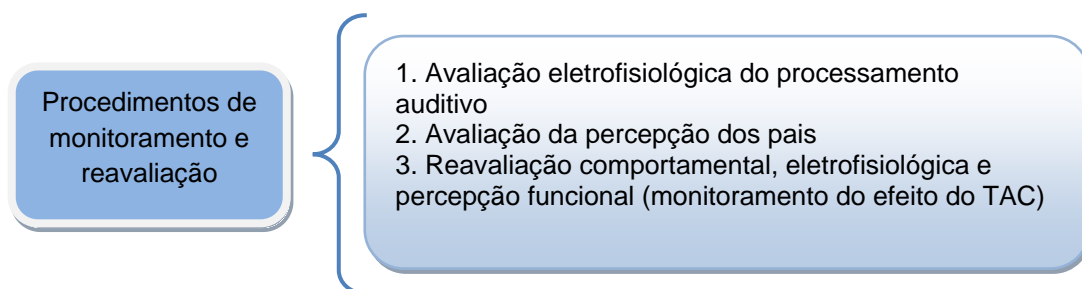 Procedimentos de
monitoramento e
reavaliação
1. Avaliação eletrofisiológica do processamento
auditivo
2. Avaliação da percepção dos pais
3. Reavaliação comportamental, eletrofisiológica e
percepção funcional (monitoramento do efeito do TAC)